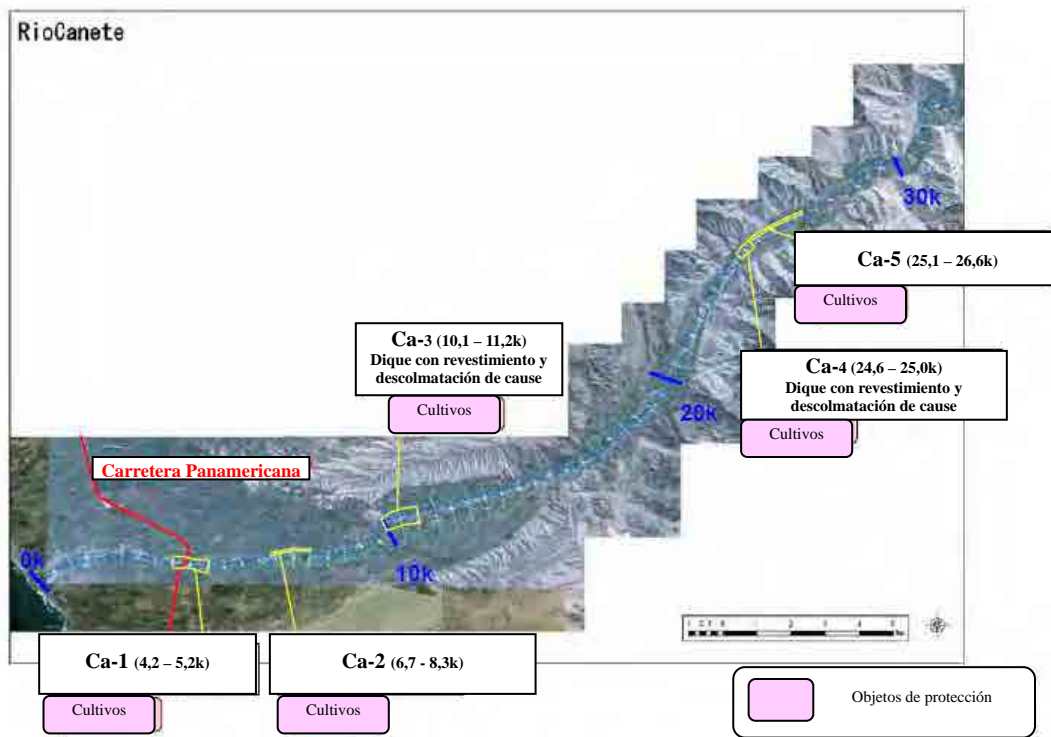 RioCanete
30k
Ca-5 (25,1 – 26,6k)
Cultivos
Ca-3 (10,1 – 11,2k)
Dique con revestimiento y
descolmatación de cause
Cultivos
Ca-4 (24,6 – 25,0k)
Dique con revestimiento y
descolmatación de cause
Cultivos
20k
Carretera Panamericana
0k
10k
Ca-1 (4,2 – 5,2k)
Cultivos
Ca-2 (6,7 - 8,3k)
Cultivos
Objetos de protección